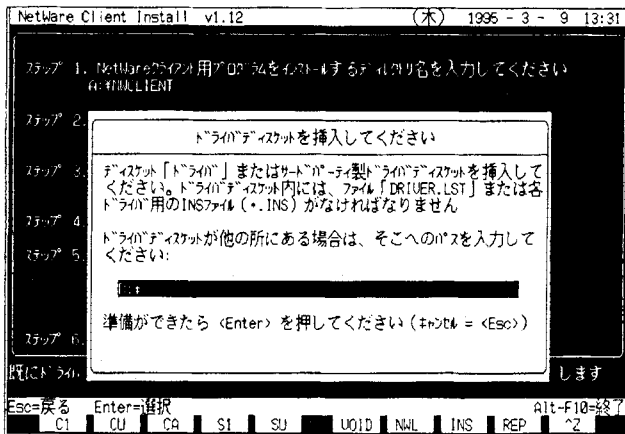 NetWare Client Install v1.12 (木) 1995 - 3 - 9 13:31
ステップ 1. NetWareクライアント用プログラムをインストールするディレクトリ名を入力してください
A:¥NWCLIENT
ステップ 2.
ドライバディスケットを挿入してください
ステップ 3
ディスケット「ドライバ」またはサードパーティ製ドライバディスケットを挿入して
ください。ドライバディスケット内には、ファイル「DRIVER.LST」または各
ドライバ用のINSファイル (*.INS) がなければなりません
ステップ 4
ドライバディスケットが他の所にある場合は、そこへのパスを入力して
ステップ 5
ください:
準備ができたら <Enter> を押してください (キャンセル = <Esc>)
ステップ 6
既にドライ
します
Esc=戻る Enter=選択 Alt-F10=終了
C1 CU CA S1 SU VOID NWL INS REP ^Z